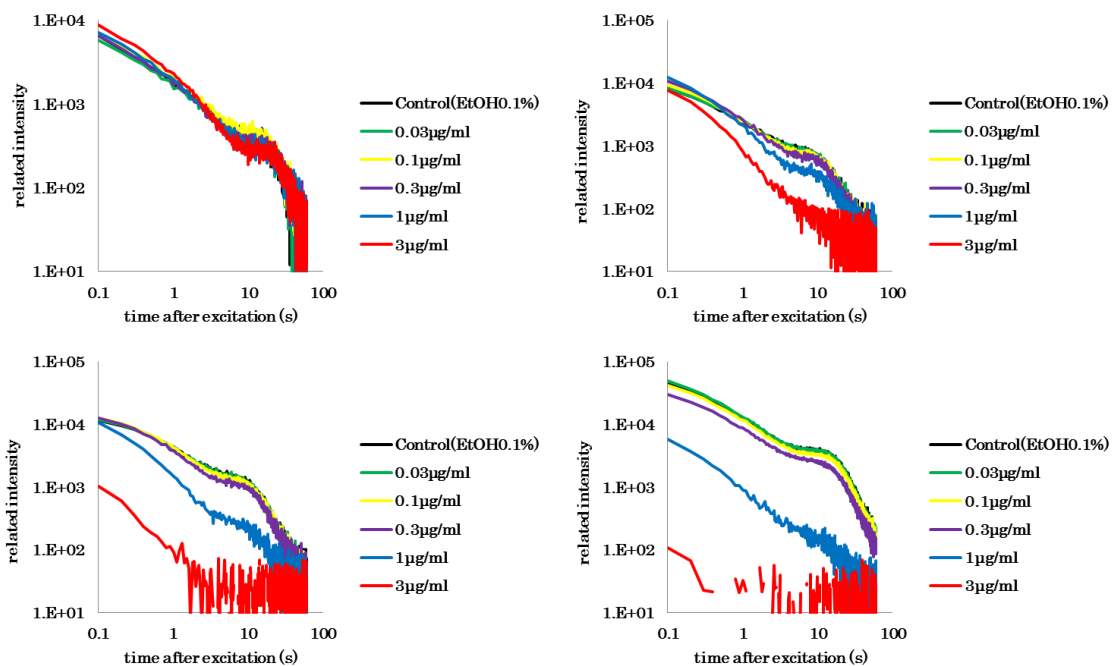 1.E+04
1.E+03
1.E+02
1.E+01
related intensity
0.1 1 10 100
time after excitation (s)
Control(EtOH0.1%)
0.03µg/ml
0.1µg/ml
0.3µg/ml
1µg/ml
3µg/ml
1.E+05
1.E+04
1.E+03
1.E+02
1.E+01
related intensity
0.1 1 10 100
time after excitation (s)
Control(EtOH0.1%)
0.03µg/ml
0.1µg/ml
0.3µg/ml
1µg/ml
3µg/ml
1.E+05
1.E+04
1.E+03
1.E+02
1.E+01
related intensity
0.1 1 10 100
time after excitation (s)
Control(EtOH0.1%)
0.03µg/ml
0.1µg/ml
0.3µg/ml
1µg/ml
3µg/ml
1.E+05
1.E+04
1.E+03
1.E+02
1.E+01
related intensity
0.1 1 10 100
time after excitation (s)
Control(EtOH0.1%)
0.03µg/ml
0.1µg/ml
0.3µg/ml
1µg/ml
3µg/ml